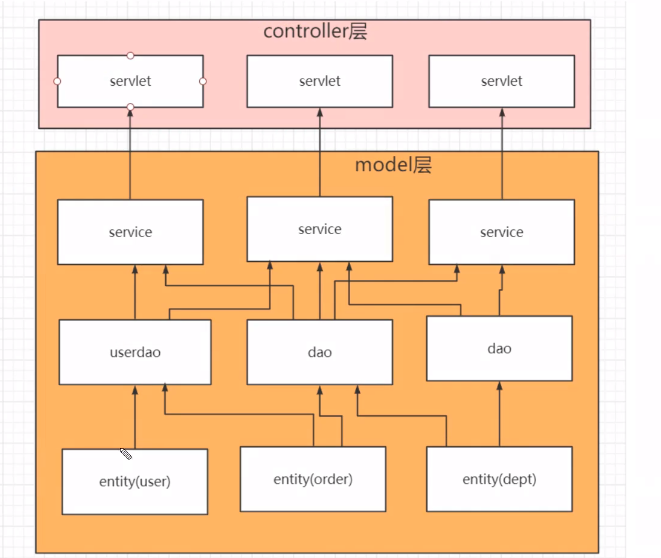 controller层
servlet
servlet
servlet
model层
service
service
service
userdao
dao
dao
entity(user)
entity(order)
entity(dept)